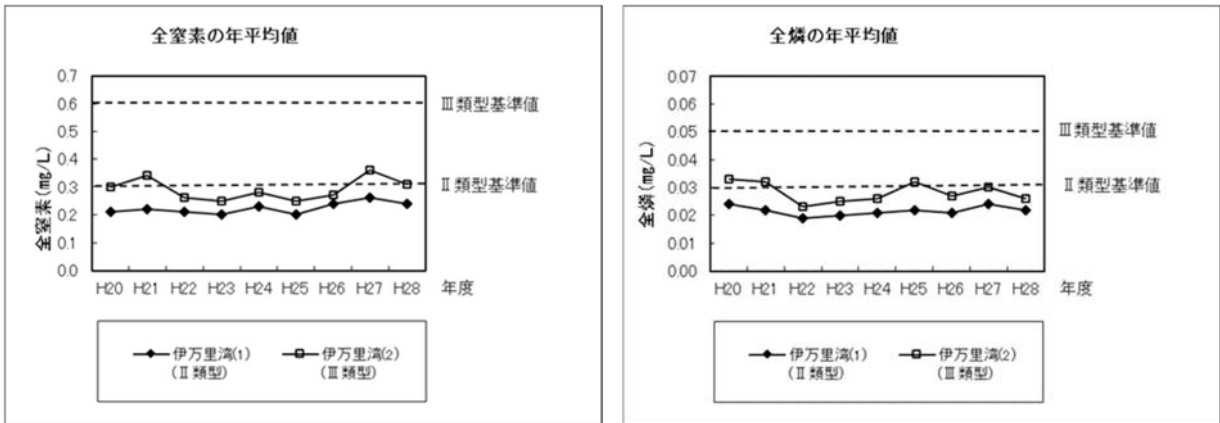 全窒素の年平均値
全窒素(㎎/L)
0.7
0.6
0.5
0.4
0.3
0.2
0.1
0.0
Ⅲ類型基準値
Ⅱ類型基準値
H20 H21 H22 H23 H24 H25 H26 H27 H28 年度
伊万里湾(1)
(Ⅱ類型)
伊万里湾(2)
(Ⅲ類型)
全燐の年平均値
全燐(㎎/L)
0.07
0.06
0.05
0.04
0.03
0.02
0.01
0.00
Ⅲ類型基準値
Ⅱ類型基準値
H20 H21 H22 H23 H24 H25 H26 H27 H28 年度
伊万里湾(1)
(Ⅱ類型)
伊万里湾(2)
(Ⅲ類型)